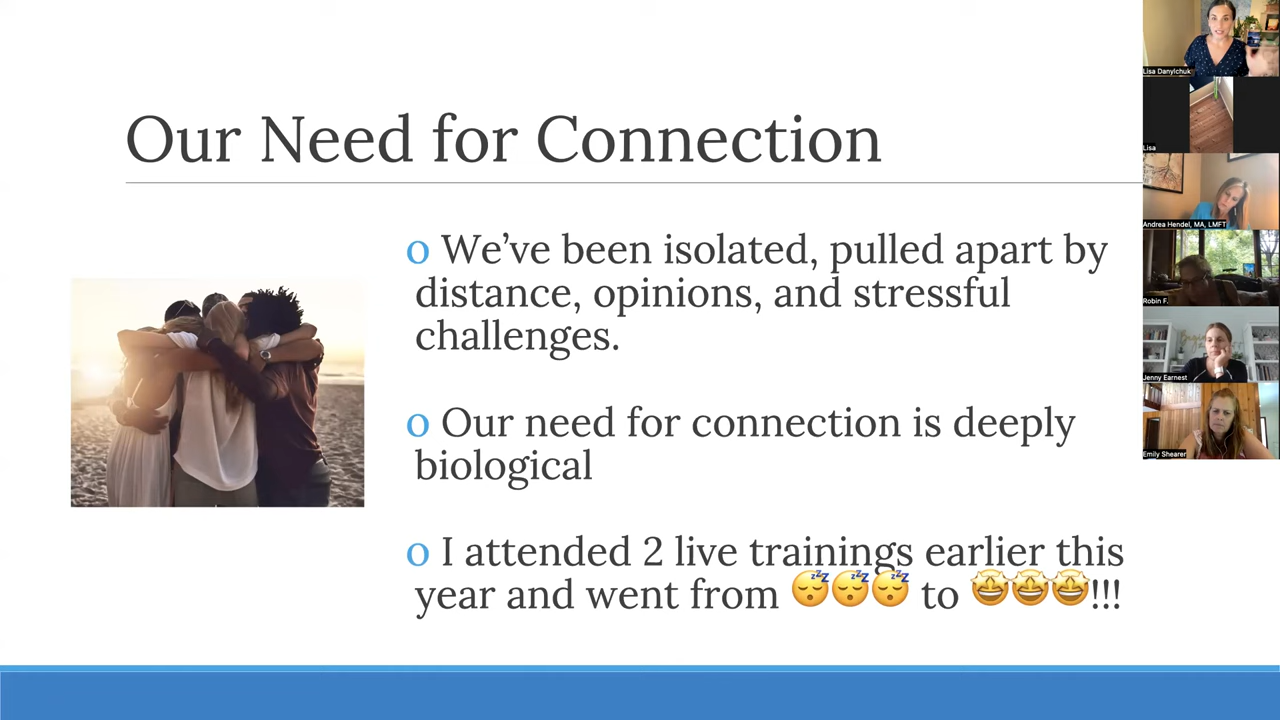 Our Need for Connection
o We’ve been isolated, pulled apart by
distance, opinions, and stressful
challenges.
o Our need for connection is deeply
biological
o I attended 2 live trainings earlier this
year and went from 😴😴😴 to 🤩🤩🤩!!!
Lisa Danylchuk
Lisa
Andrea Hendel, MA, LMFT
Robin F.
Jenny Earnest
Emily Shearer